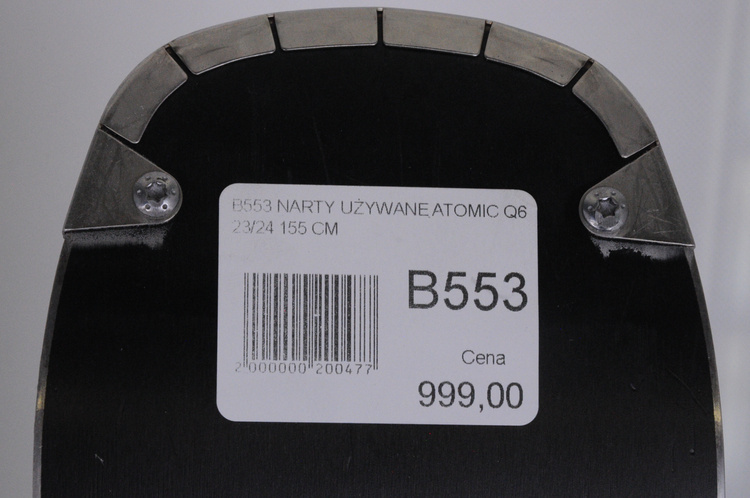 B553 NARTY UŻYWANE ATOMIC Q6
23/24 155 CM
B553
2 000000 200477
Cena
999,00